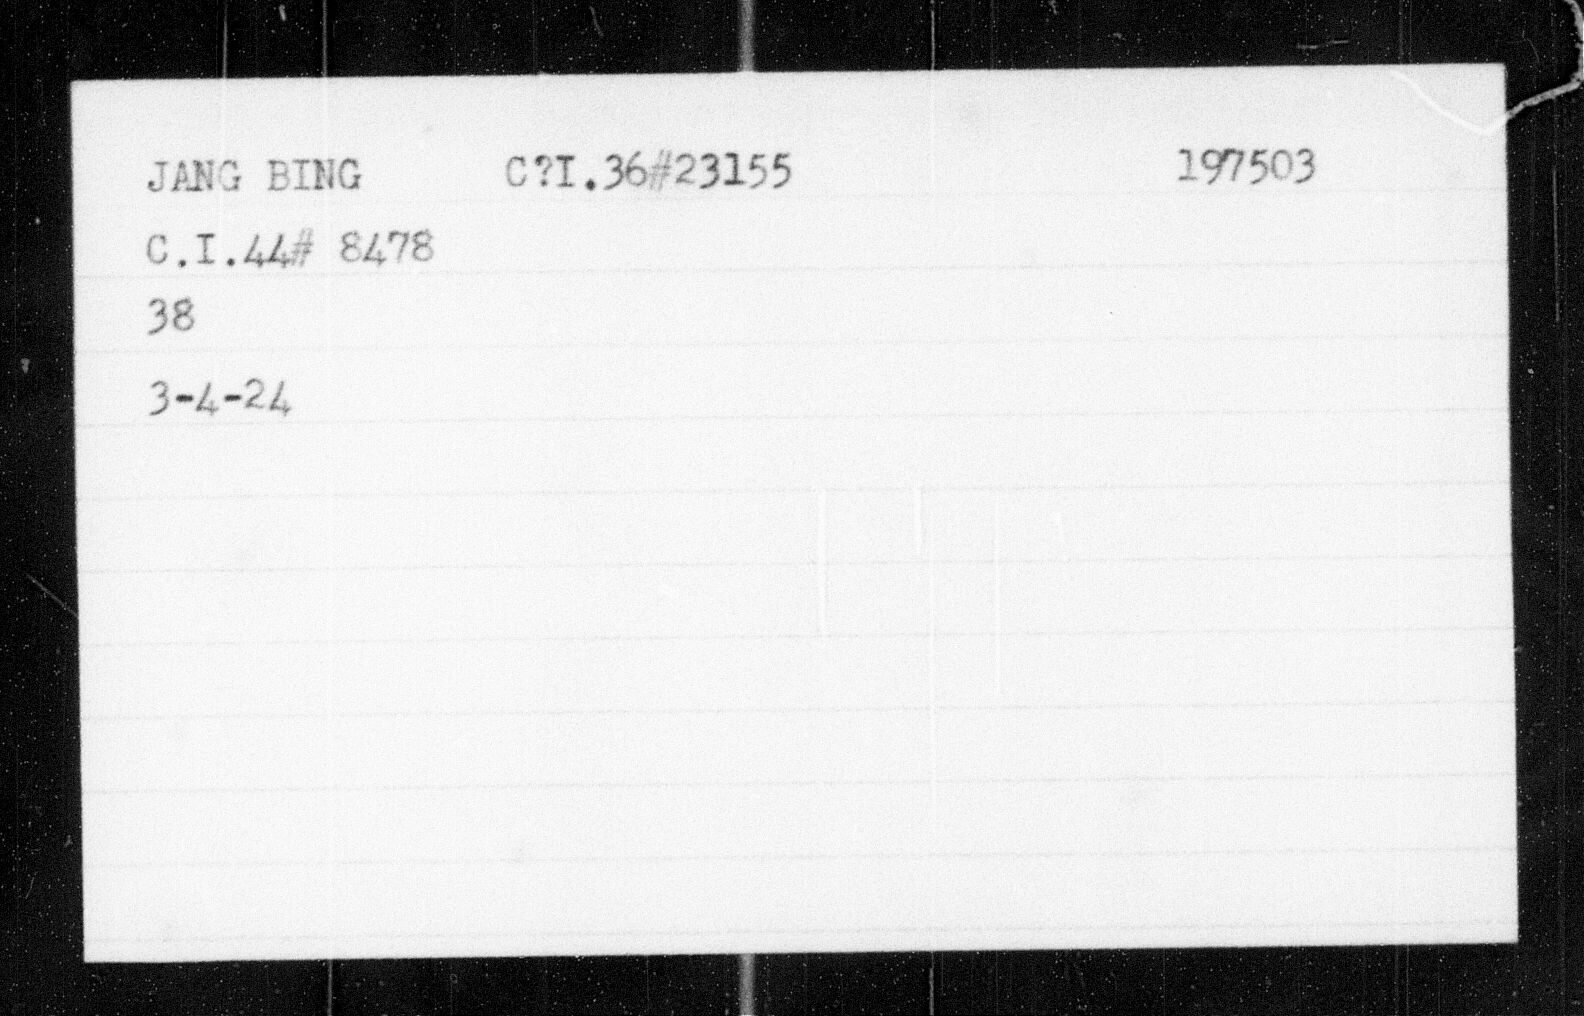 JANG BING C?I.36#23155 197503
C.I.44# 8478
38
3-4-24